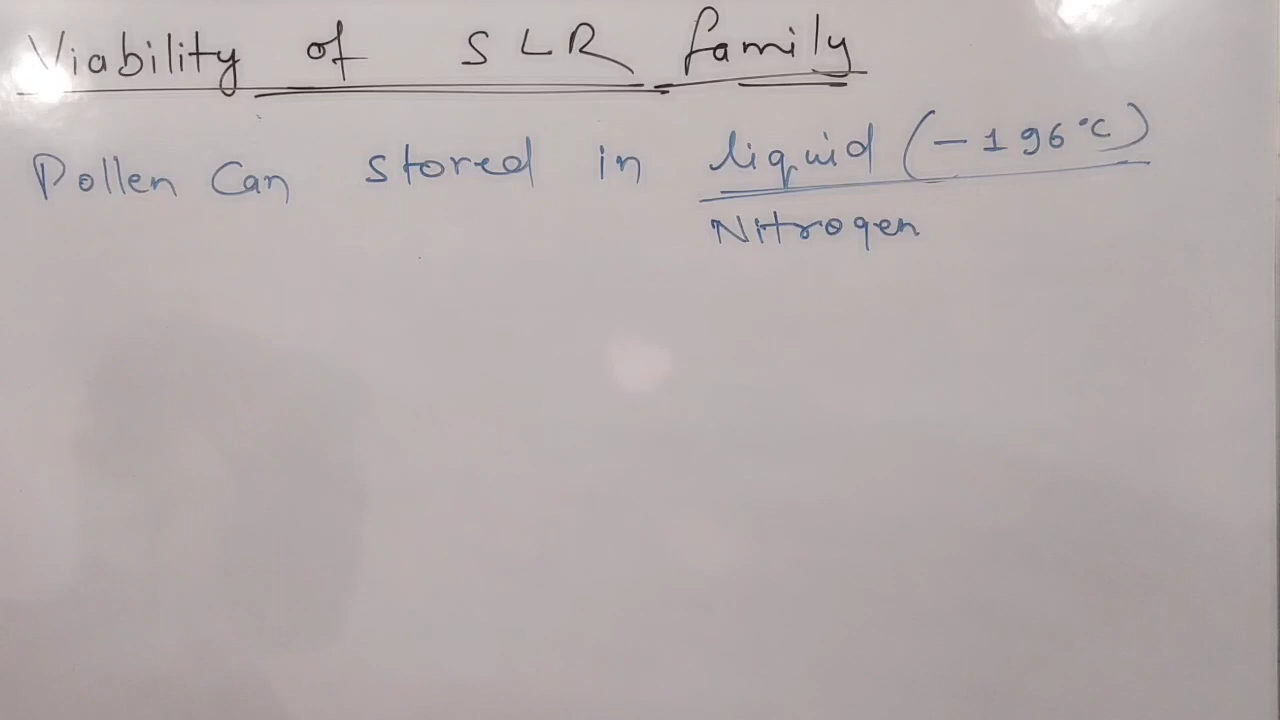 Viability of SLR family
Pollen Can stored in liquid (-196°C)
Nitrogen